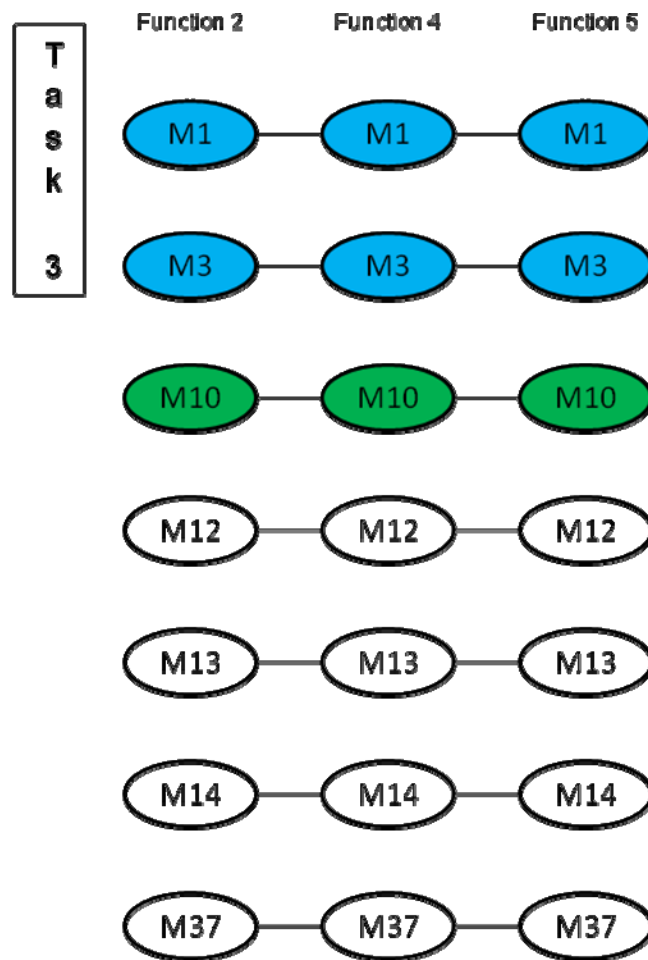 Function 2 Function 4 Function 5
T
a
s
k
3
M1 M1 M1
M3 M3 M3
M10 M10 M10
M12 M12 M12
M13 M13 M13
M14 M14 M14
M37 M37 M37